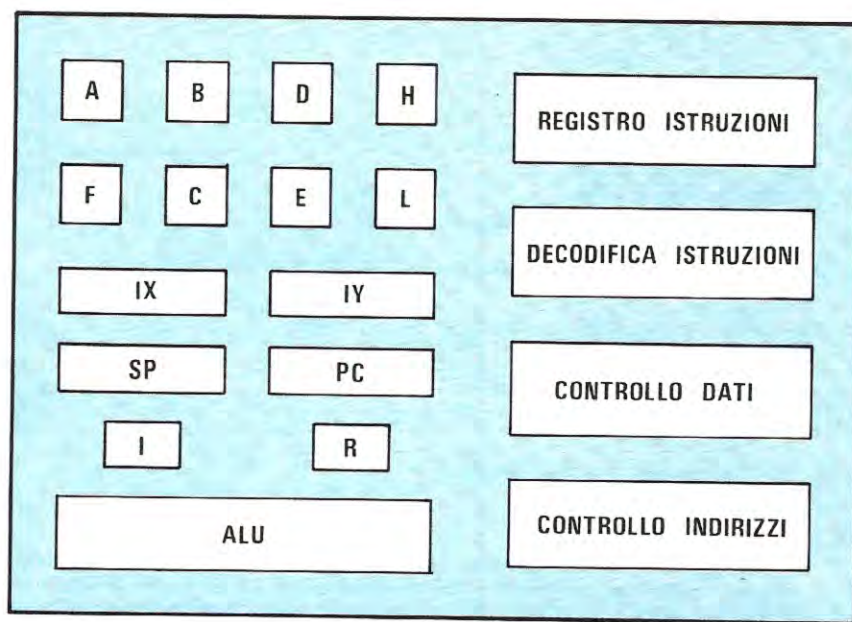 A B D H
REGISTRO ISTRUZIONI
F C E L
DECODIFICA ISTRUZIONI
IX IY
SP PC
CONTROLLO DATI
I R
ALU
CONTROLLO INDIRIZZI